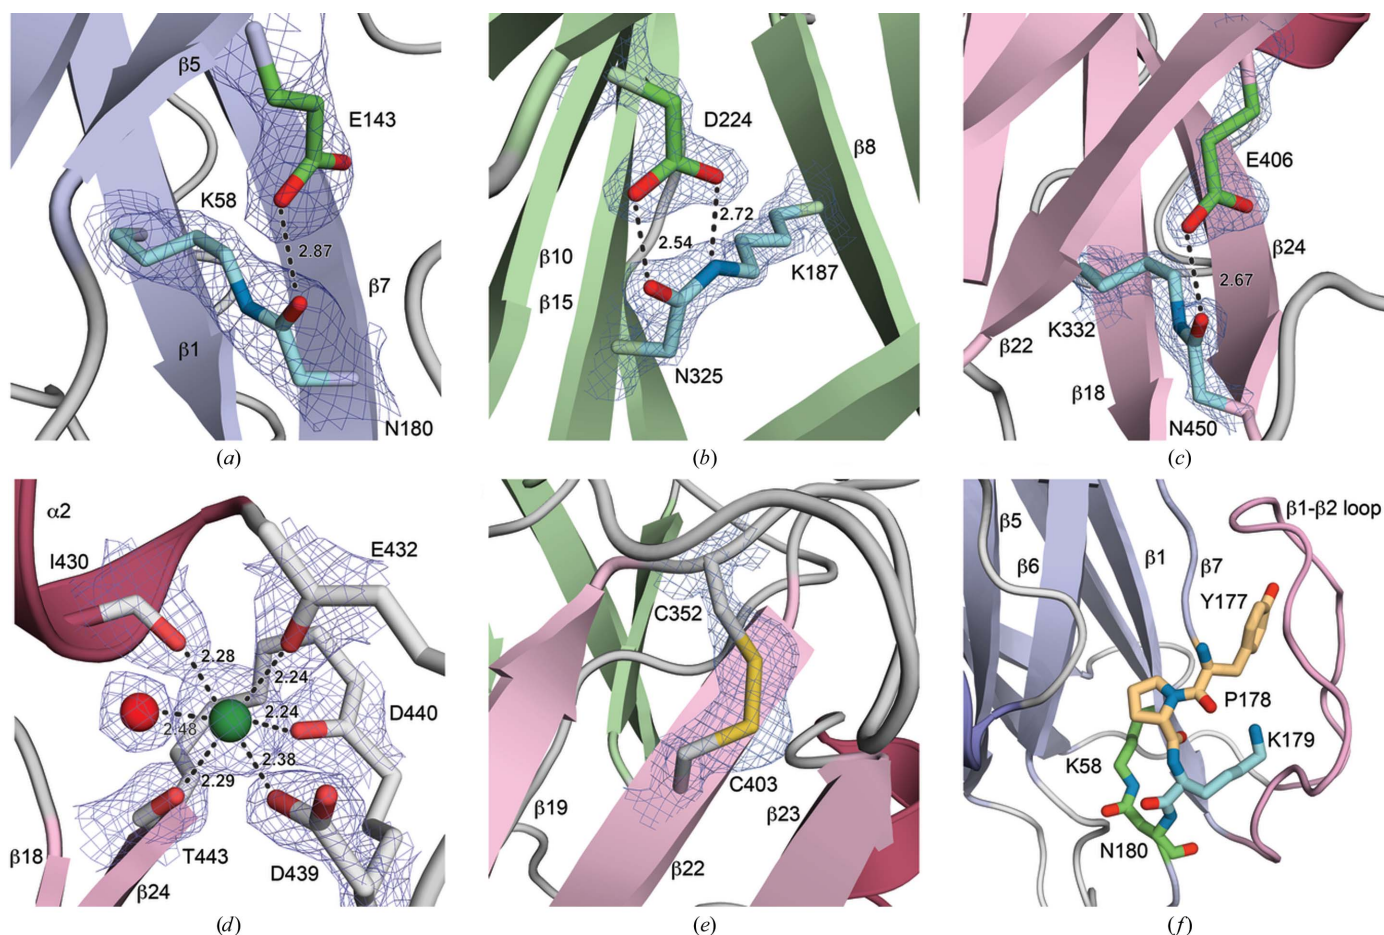 β5
E143
K58
2.87
β7
β1
N180
(a)
D224
β8
2.72
2.54
β10
K187
β15
N325
(b)
E406
β24
2.67
K332
β22
β18
N450
(c)
α2
I430
E432
2.28
2.24
2.24
D440
2.48
2.38
2.29
β18
T443
D439
β24
(d)
C352
C403
β19
β23
β22
(e)
β1-β2 loop
β5
β6
β1
β7
Y177
P178
K179
K58
N180
(f)